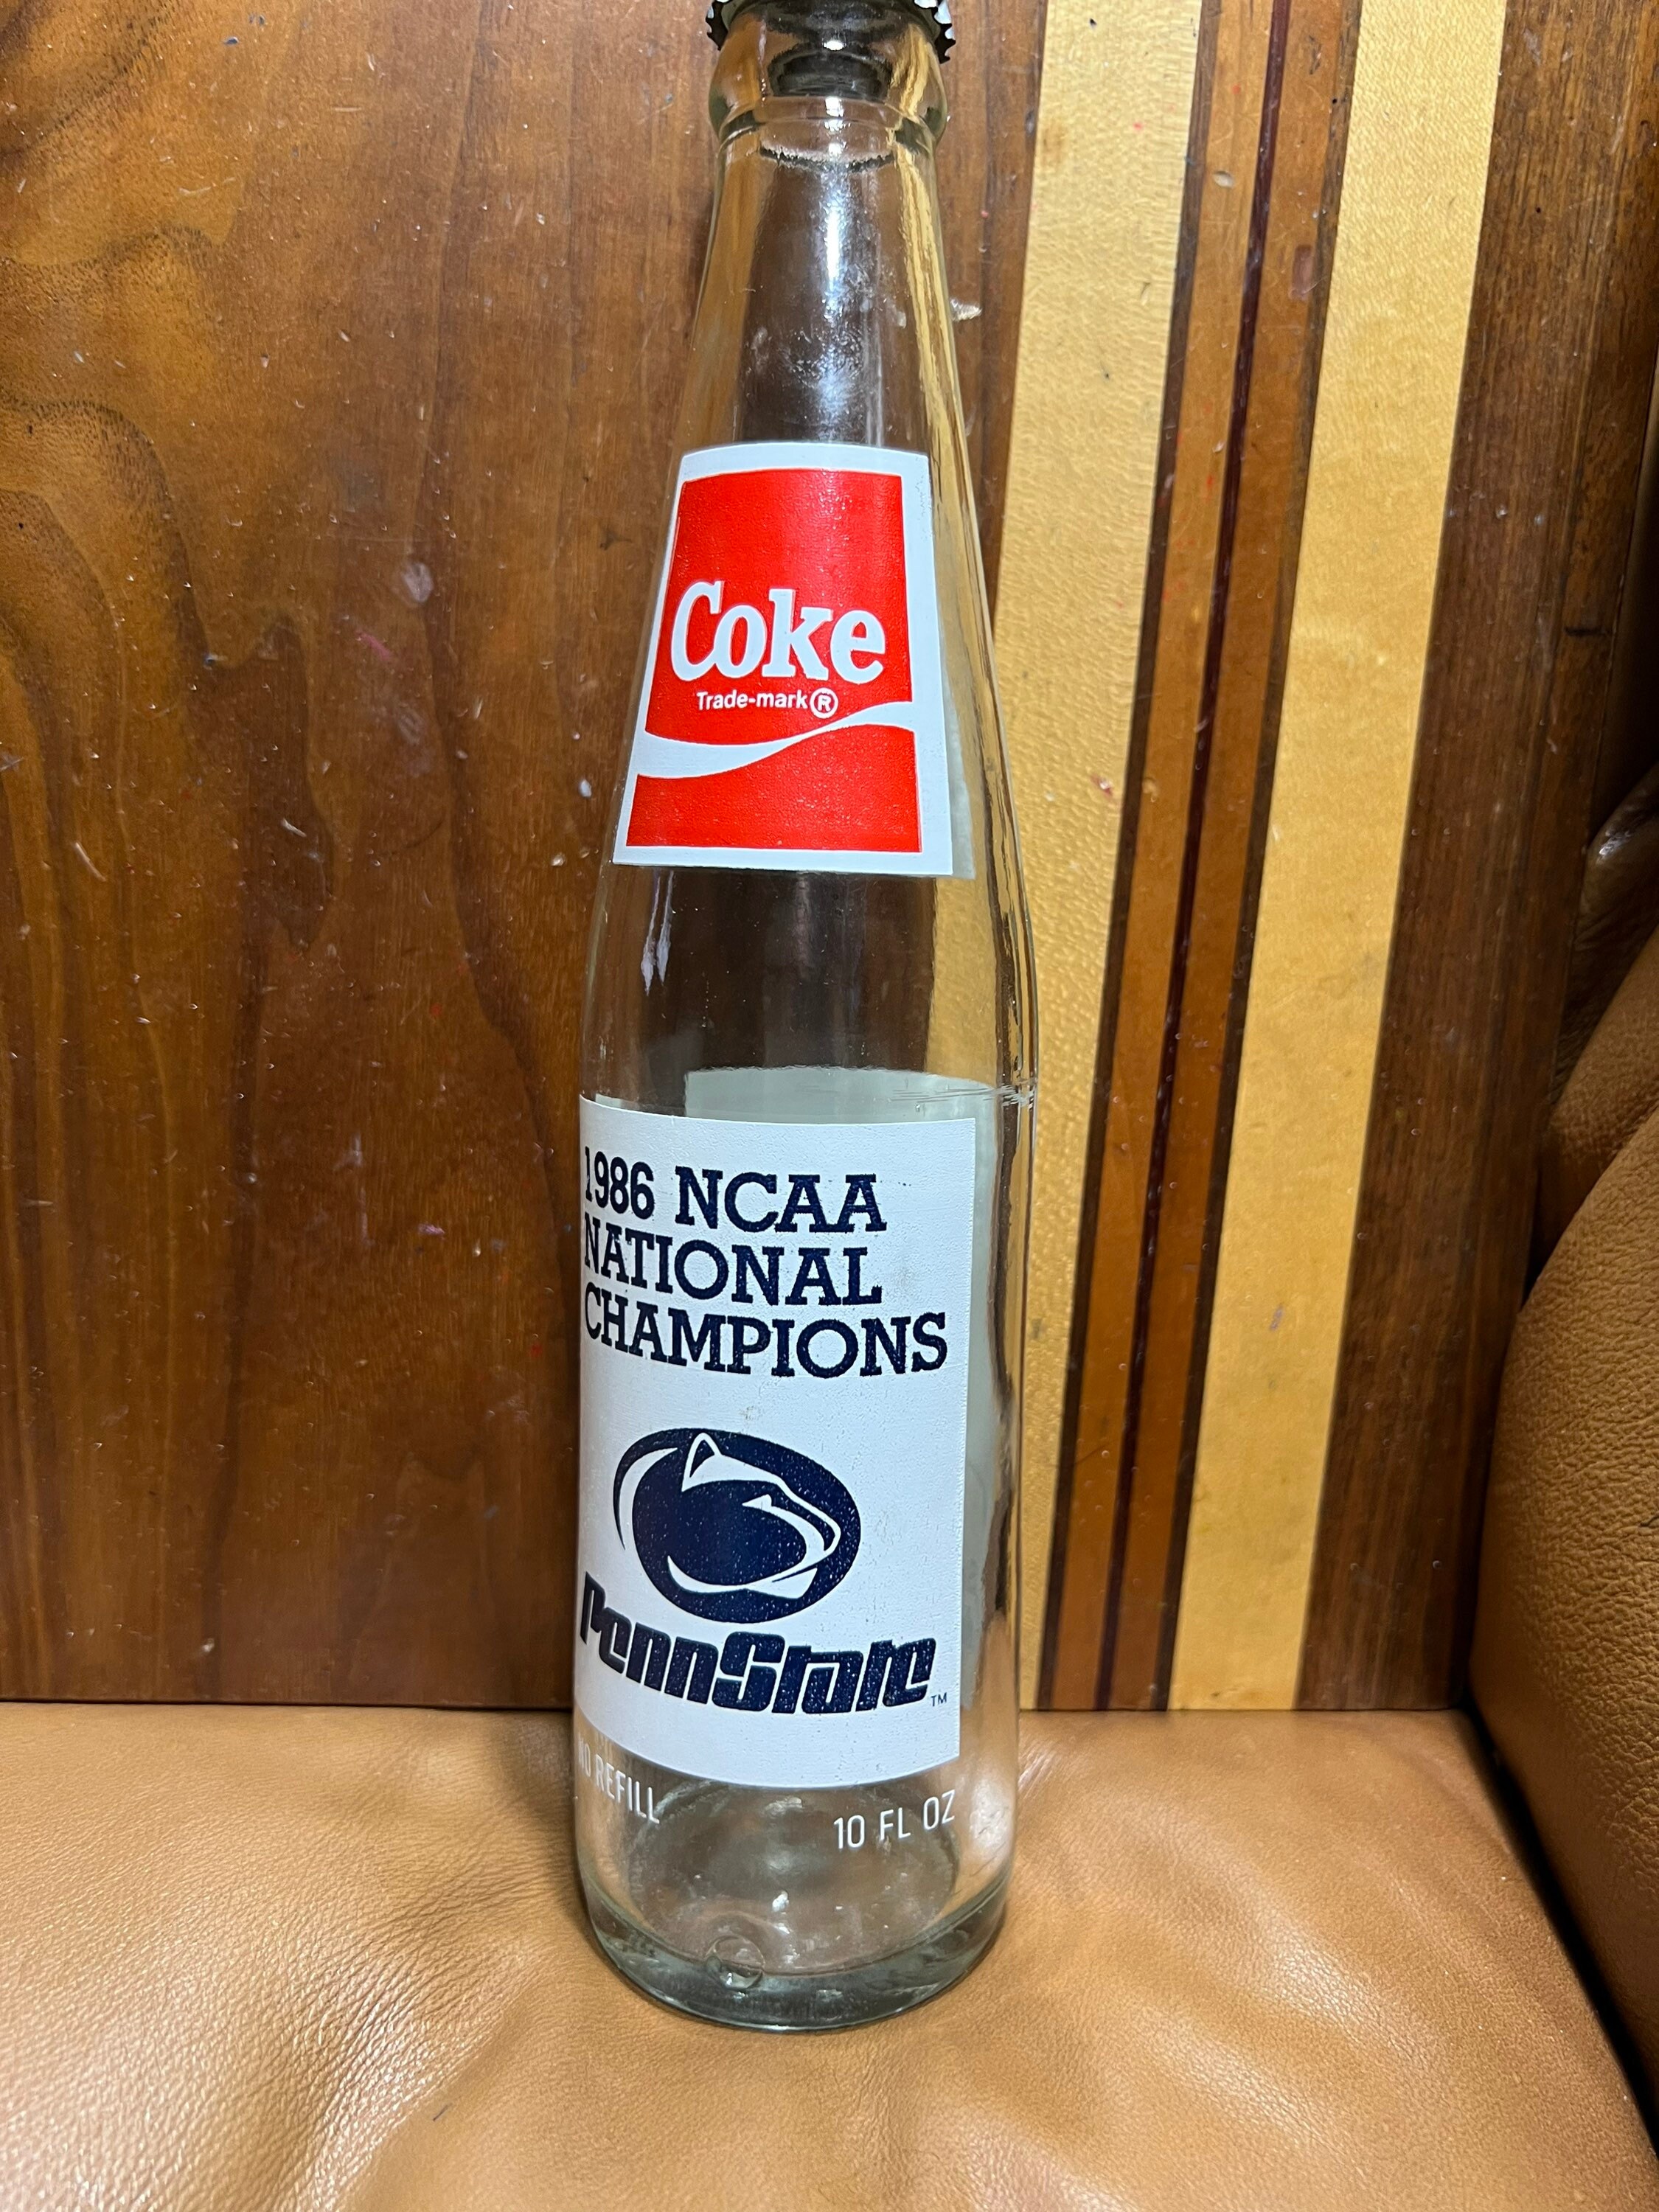 Coke
Trade-mark®
1986 NCAA
NATIONAL
CHAMPIONS
PennState™
NO REFILL
10 FL OZ